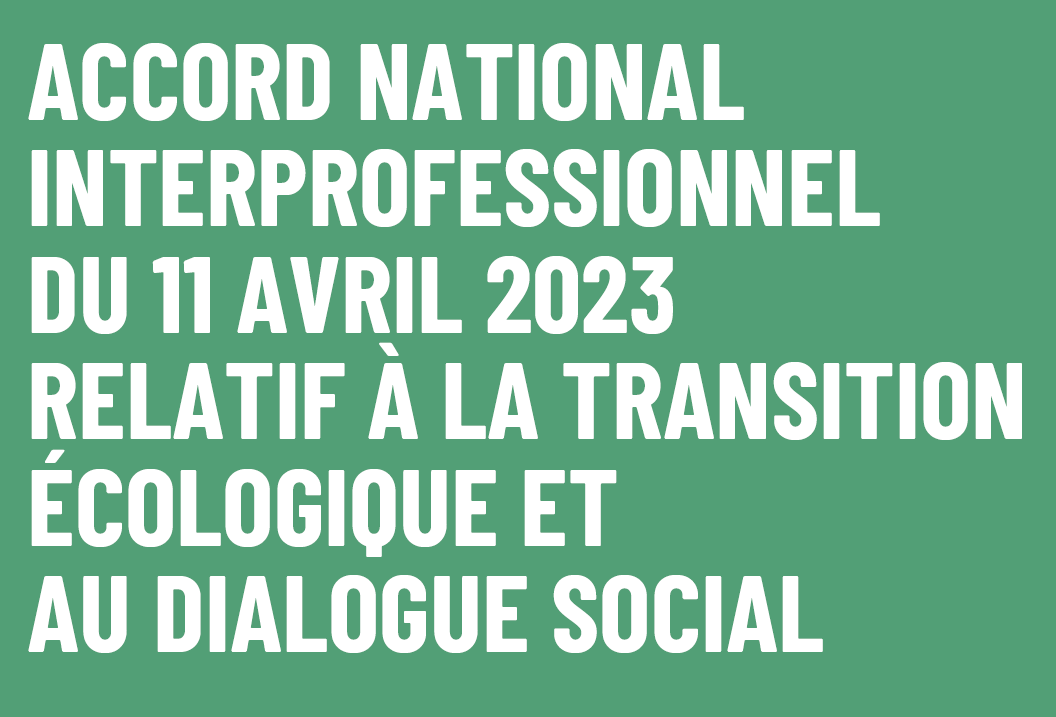 ACCORD NATIONAL
INTERPROFESSIONNEL
DU 11 AVRIL 2023
RELATIF À LA TRANSITION
ÉCOLOGIQUE ET
AU DIALOGUE SOCIAL